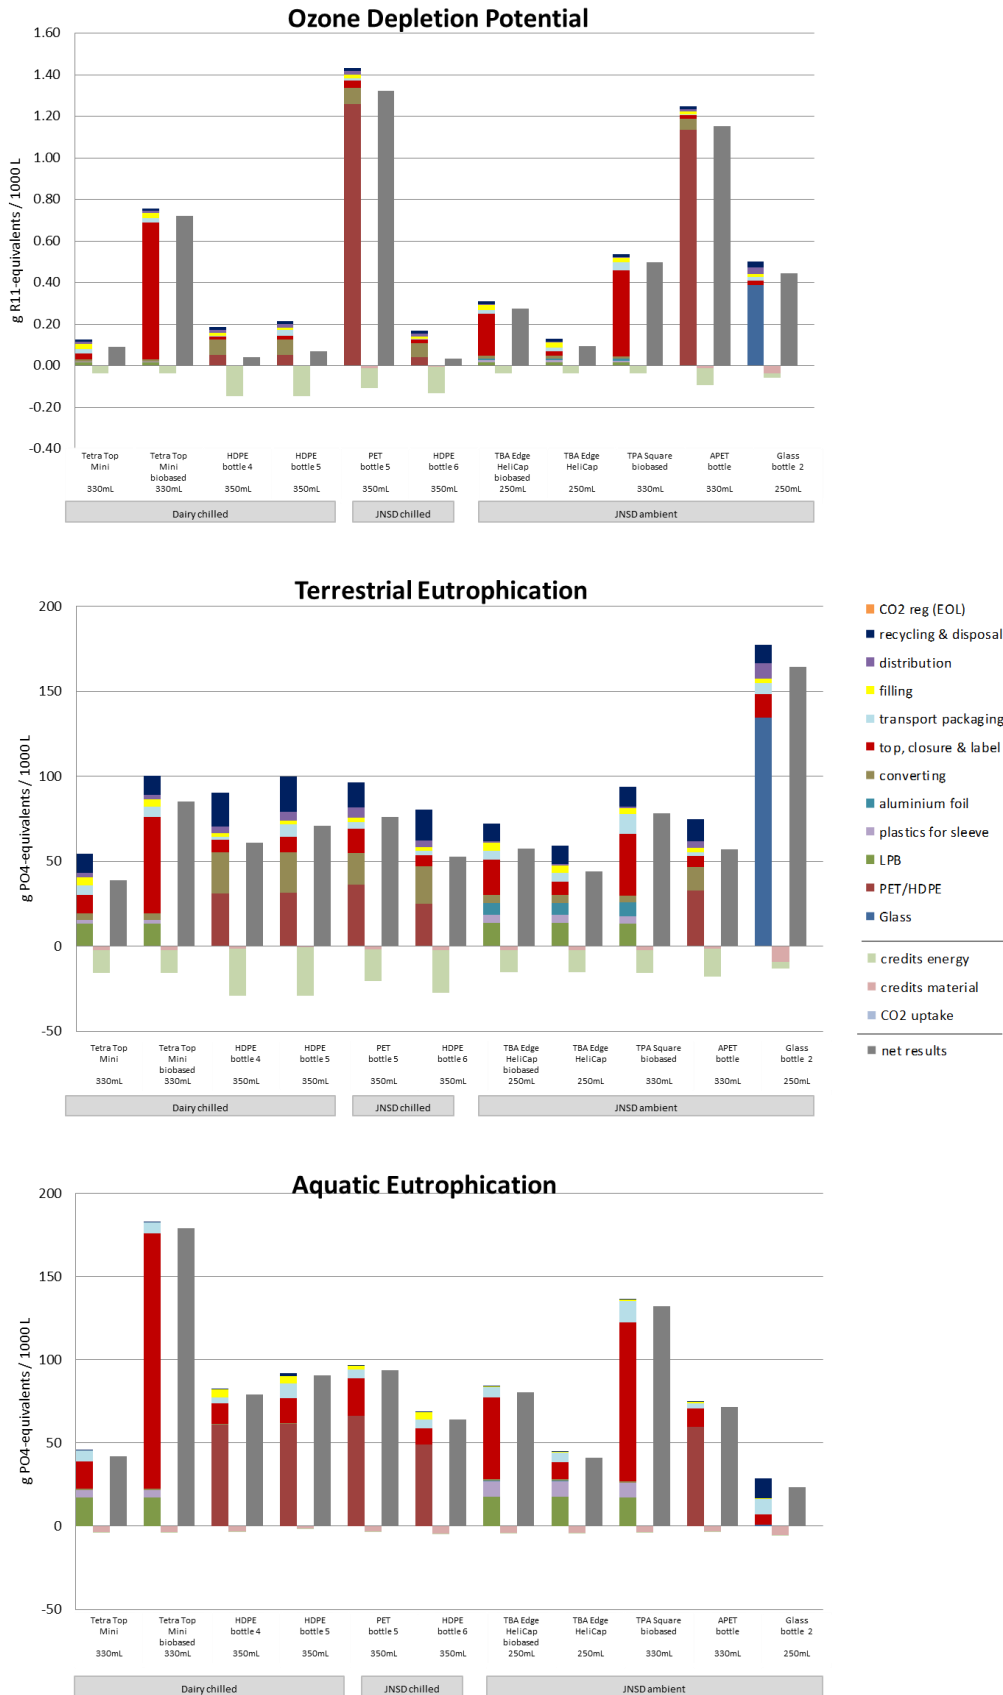 Ozone Depletion Potential
g R11-equivalents / 1000 L
1.60
1.40
1.20
1.00
0.80
0.60
0.40
0.20
0.00
-0.20
-0.40
Tetra Top Mini 330mL
Tetra Top Mini biobased 330mL
HDPE bottle 4 350mL
HDPE bottle 5 350mL
PET bottle 5 350mL
HDPE bottle 6 350mL
TBA Edge HeliCap biobased 250mL
TBA Edge HeliCap 250mL
TPA Square biobased 330mL
APET bottle 330mL
Glass bottle 2 250mL
Dairy chilled
JNSD chilled
JNSD ambient
Terrestrial Eutrophication
g PO4-equivalents / 1000 L
200
150
100
50
0
-50
Tetra Top Mini 330mL
Tetra Top Mini biobased 330mL
HDPE bottle 4 350mL
HDPE bottle 5 350mL
PET bottle 5 350mL
HDPE bottle 6 350mL
TBA Edge HeliCap biobased 250mL
TBA Edge HeliCap 250mL
TPA Square biobased 330mL
APET bottle 330mL
Glass bottle 2 250mL
Dairy chilled
JNSD chilled
JNSD ambient
CO2 reg (EOL)
recycling & disposal
distribution
filling
transport packaging
top, closure & label
converting
aluminium foil
plastics for sleeve
LPB
PET/HDPE
Glass
credits energy
credits material
CO2 uptake
net results
Aquatic Eutrophication
g PO4-equivalents / 1000 L
200
150
100
50
0
-50
Tetra Top Mini 330mL
Tetra Top Mini biobased 330mL
HDPE bottle 4 350mL
HDPE bottle 5 350mL
PET bottle 5 350mL
HDPE bottle 6 350mL
TBA Edge HeliCap biobased 250mL
TBA Edge HeliCap 250mL
TPA Square biobased 330mL
APET bottle 330mL
Glass bottle 2 250mL
Dairy chilled
JNSD chilled
JNSD ambient